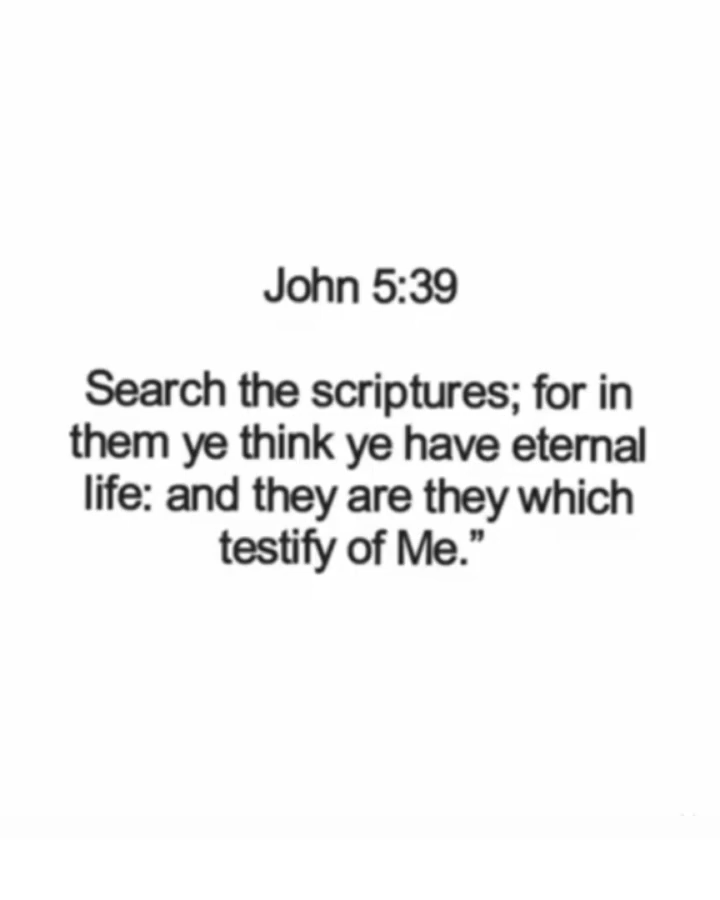 John 5:39
Search the scriptures; for in
them ye think ye have eternal
life: and they are they which
testify of Me.”